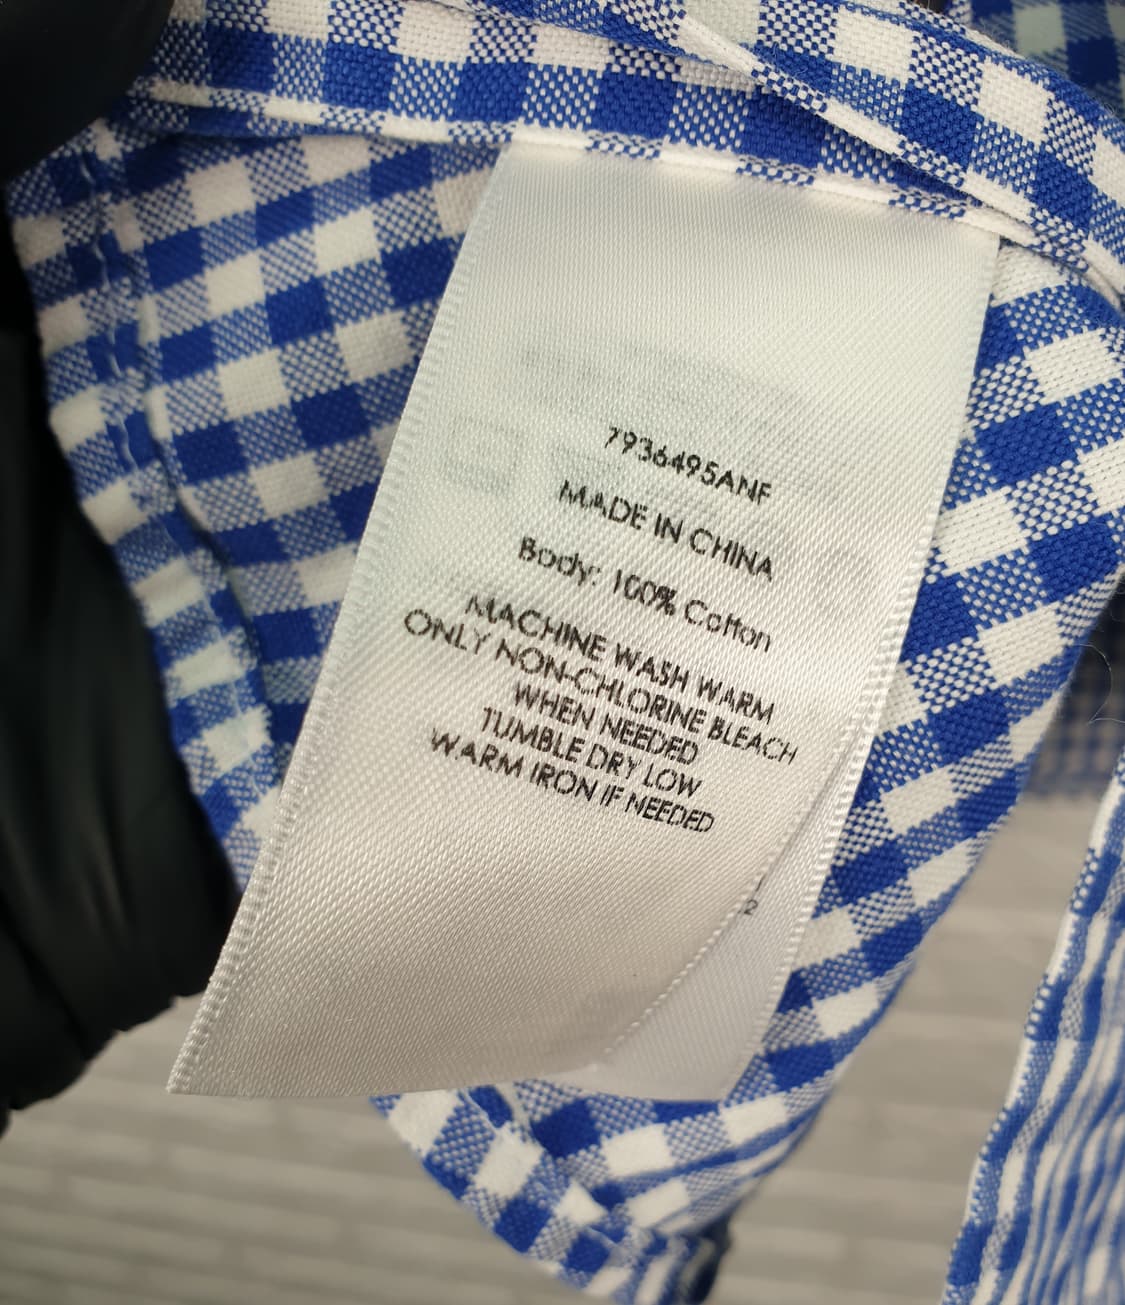 7936495ANF
MADE IN CHINA
Body: 100% Cotton
MACHINE WASH WARM
ONLY NON-CHLORINE BLEACH
WHEN NEEDED
TUMBLE DRY LOW
WARM IRON IF NEEDED
2